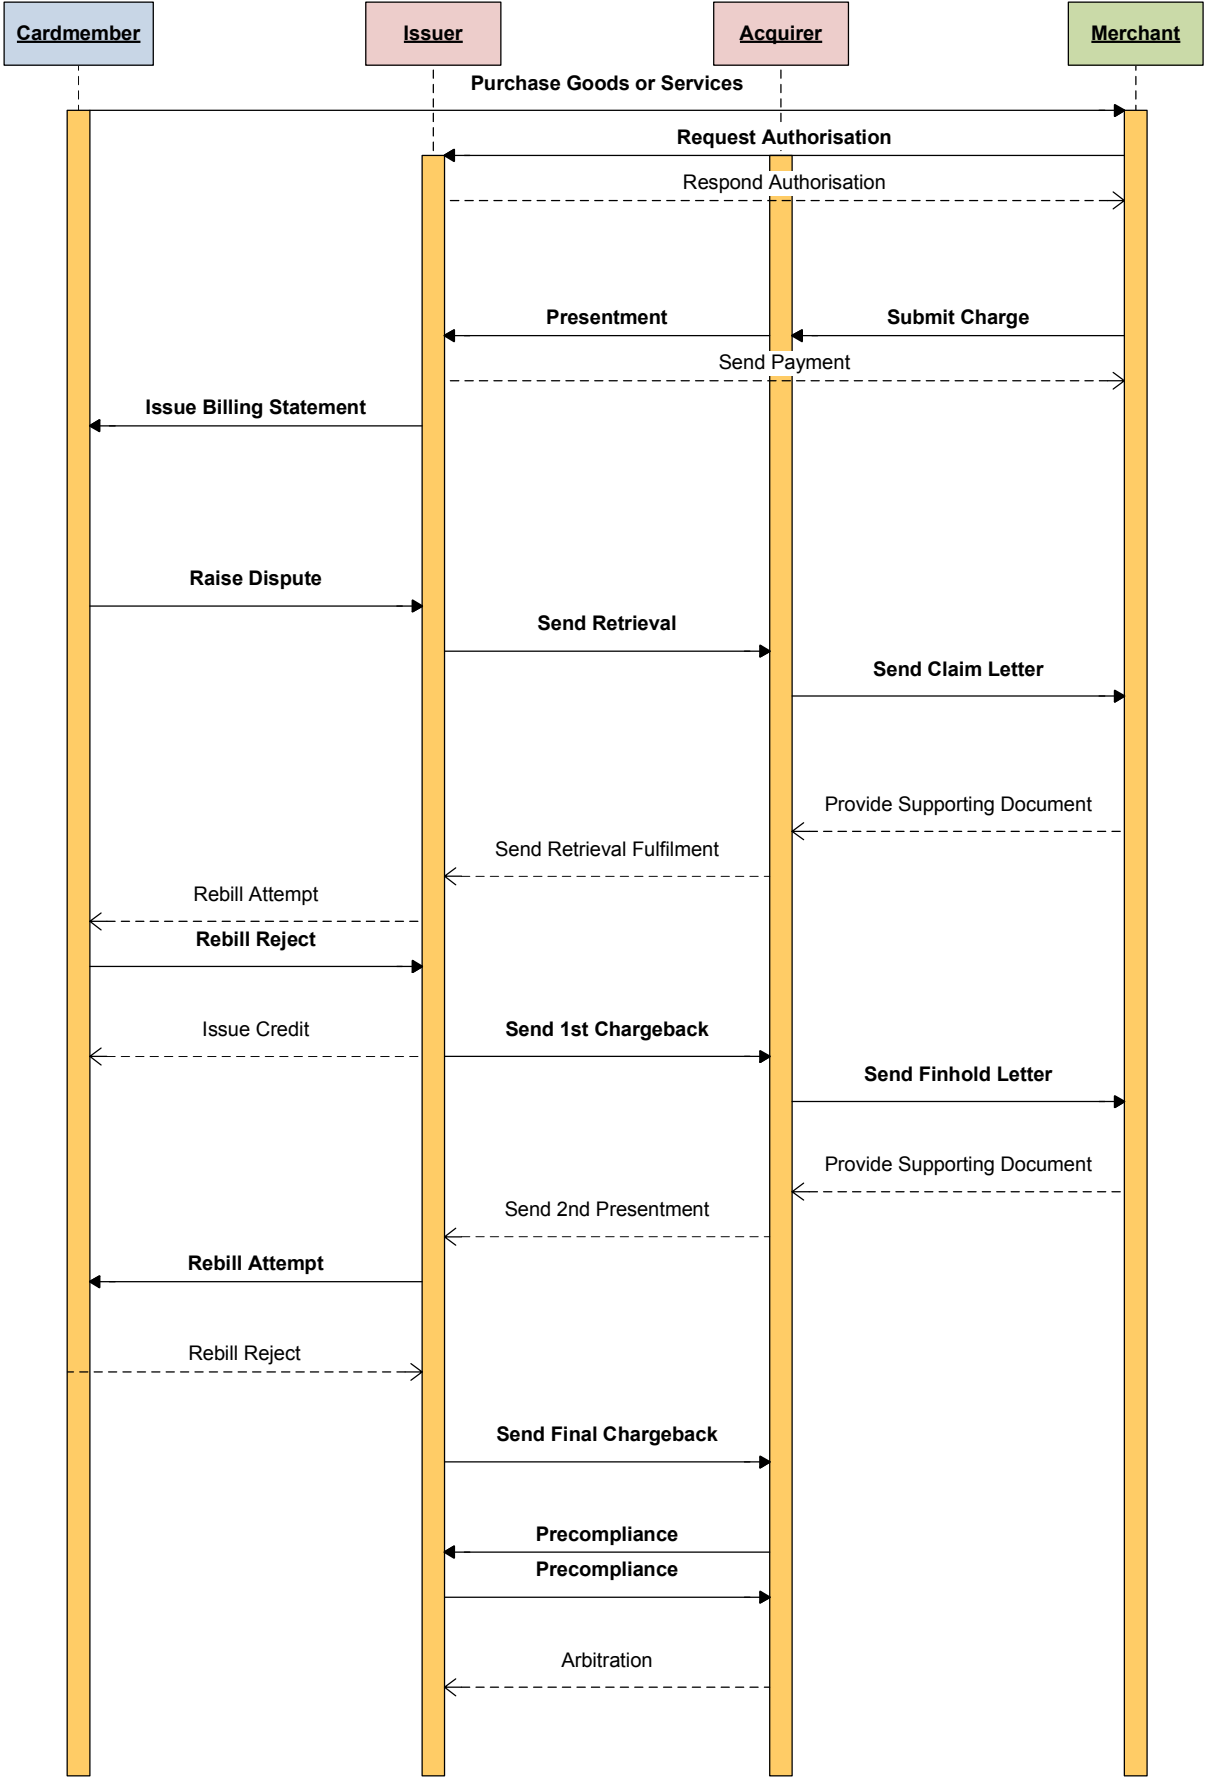 Cardmember
Issuer
Acquirer
Merchant
Purchase Goods or Services
Request Authorisation
Respond Authorisation
Presentment
Submit Charge
Send Payment
Issue Billing Statement
Raise Dispute
Send Retrieval
Send Claim Letter
Provide Supporting Document
Send Retrieval Fulfilment
Rebill Attempt
Rebill Reject
Issue Credit
Send 1st Chargeback
Send Finhold Letter
Provide Supporting Document
Send 2nd Presentment
Rebill Attempt
Rebill Reject
Send Final Chargeback
Precompliance
Precompliance
Arbitration